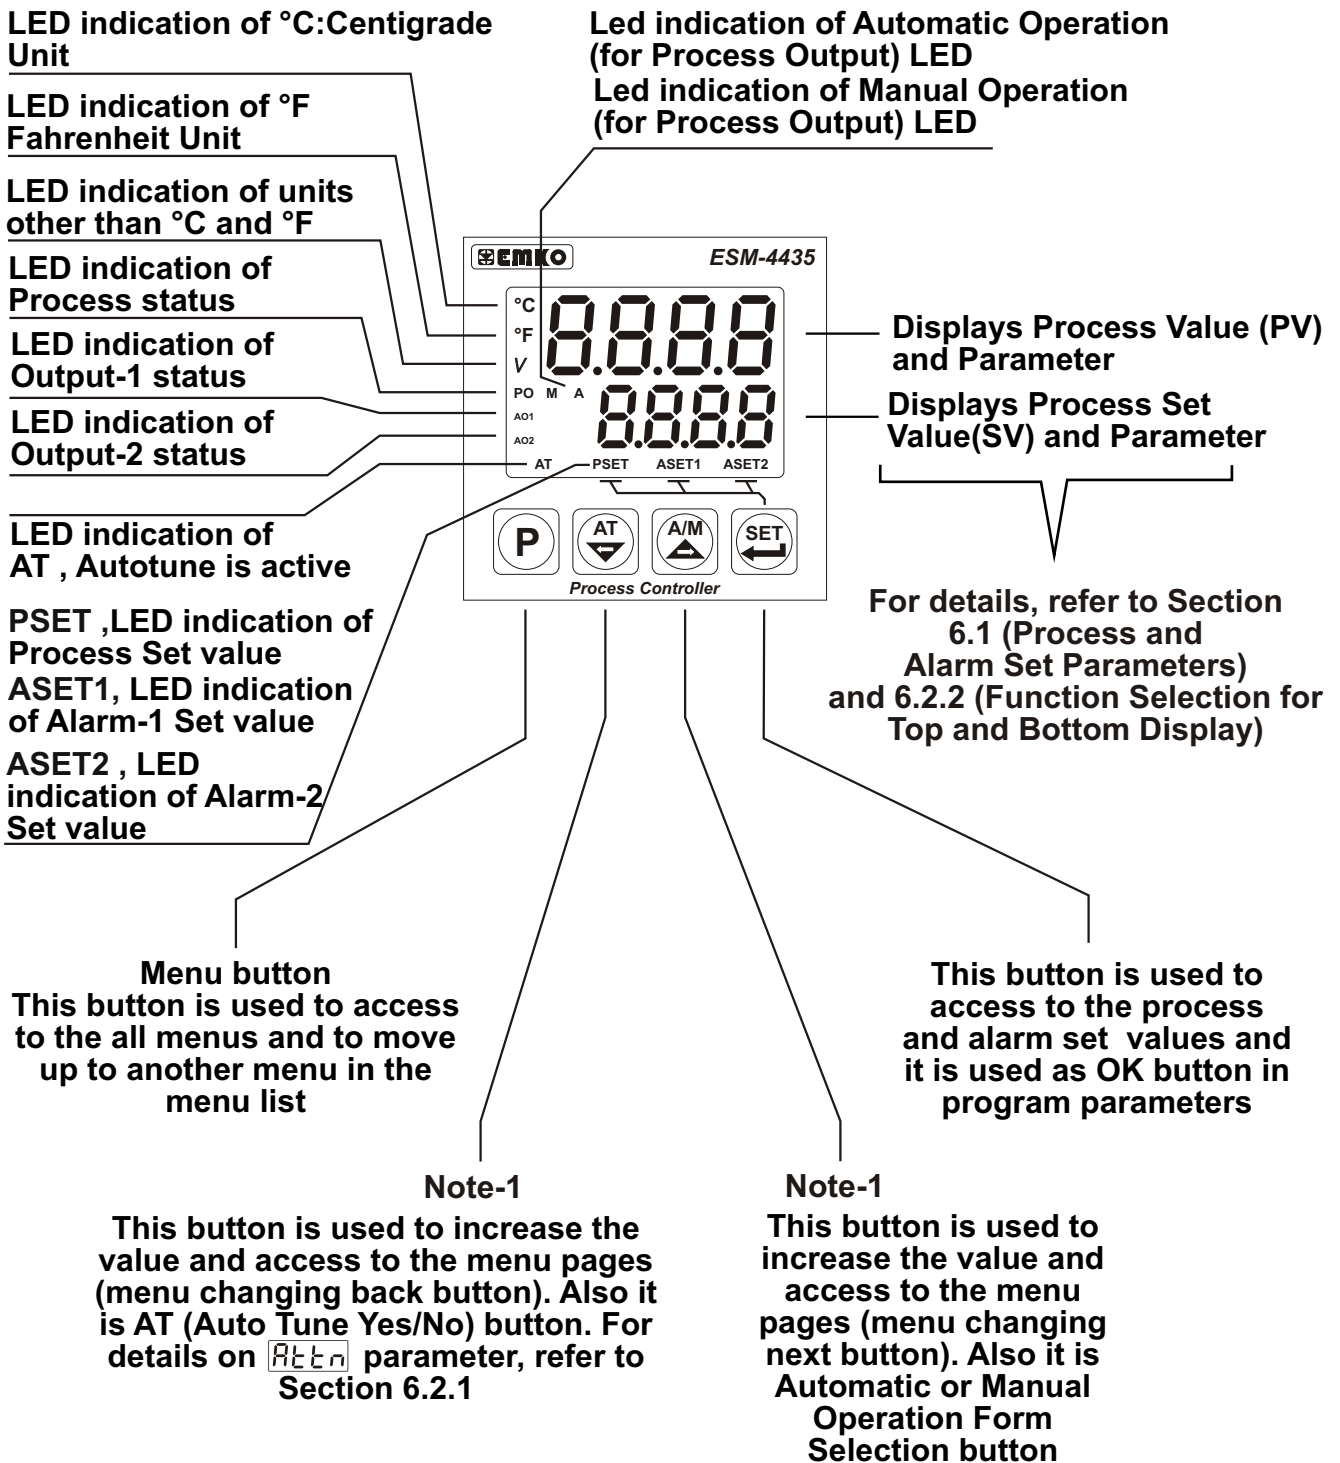 LED indication of °C:Centigrade
Unit
LED indication of °F
Fahrenheit Unit
LED indication of units
other than °C and °F
LED indication of
Process status
LED indication of
Output-1 status
LED indication of
Output-2 status
LED indication of
AT , Autotune is active
PSET ,LED indication of
Process Set value
ASET1, LED indication
of Alarm-1 Set value
ASET2 , LED
indication of Alarm-2
Set value
Led indication of Automatic Operation
(for Process Output) LED
Led indication of Manual Operation
(for Process Output) LED
EMKO
ESM-4435
°C
8.8.8.8
°F
V
PO M A
8.8.8.8
AO1
AO2
AT PSET ASET1 ASET2
P
AT
A/M
SET
Process Controller
Displays Process Value (PV)
and Parameter
Displays Process Set
Value(SV) and Parameter
For details, refer to Section
6.1 (Process and
Alarm Set Parameters)
and 6.2.2 (Function Selection for
Top and Bottom Display)
Menu button
This button is used to access
to the all menus and to move
up to another menu in the
menu list
Note-1
This button is used to increase the
value and access to the menu pages
(menu changing back button). Also it
is AT (Auto Tune Yes/No) button. For
details on Attn parameter, refer to
Section 6.2.1
Note-1
This button is used to
increase the value and
access to the menu
pages (menu changing
next button). Also it is
Automatic or Manual
Operation Form
Selection button
This button is used to
access to the process
and alarm set values and
it is used as OK button in
program parameters